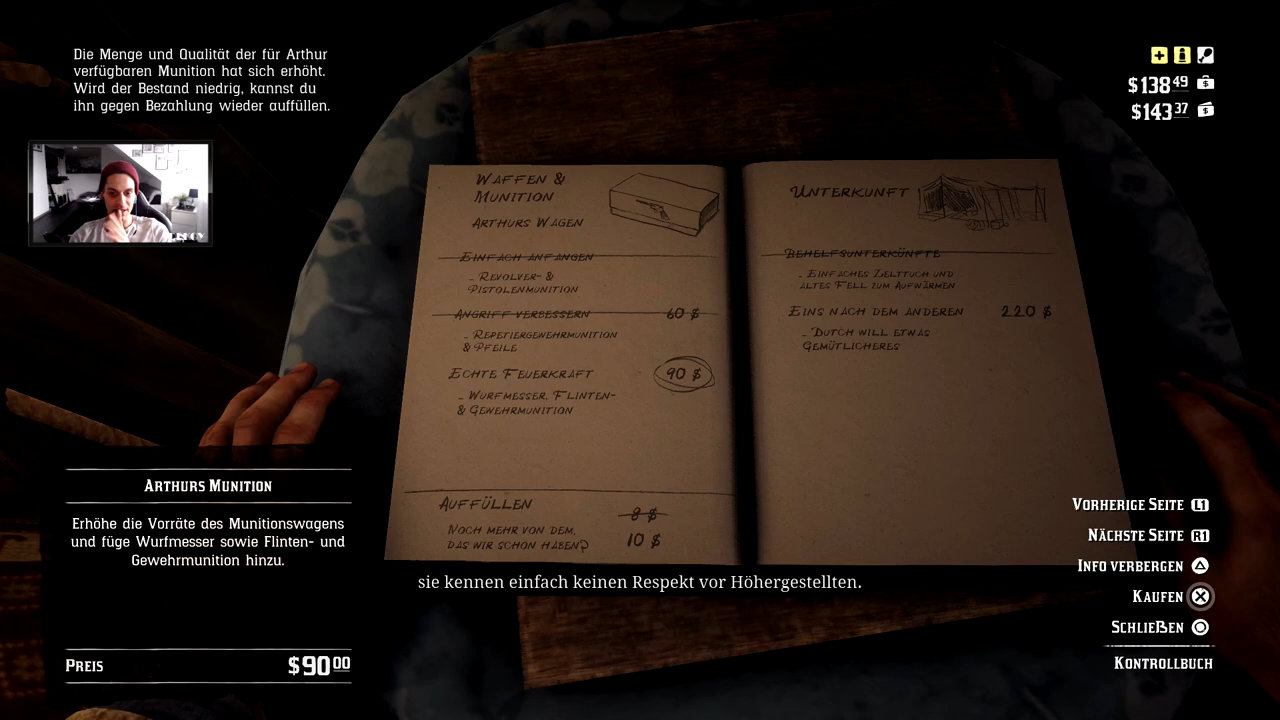 Die Menge und Qualität der für Arthur
verfügbaren Munition hat sich erhöht.
Wird der Bestand niedrig, kannst du
ihn gegen Bezahlung wieder auffüllen.
$138 49
$143 37
Waffen &
Munition
Arthurs Wagen
Einfach anfangen
- Revolver- &
Pistolenmunition
Angriff verbessern 60 $
- Repetiergewehrmunition
& Pfeile
Echte Feuerkraft 90 $
- Wurfmesser, Flinten-
& Gewehrmunition
Auffüllen 8 $
Noch mehr von dem,
das wir schon haben? 10 $
Unterkunft
Behelfsunterkünfte
- Einfaches Zelttuch und
altes Fell zum Aufwärmen
Eins nach dem anderen 220 $
- Dutch will etwas
Gemütlicheres
Arthurs Munition
Erhöhe die Vorräte des Munitionswagens
und füge Wurfmesser sowie Flinten- und
Gewehrmunition hinzu.
Preis $90 00
sie kennen einfach keinen Respekt vor Höhergestellten.
Vorherige Seite L1
Nächste Seite R1
Info verbergen
Kaufen
Schließen
Kontrollbuch